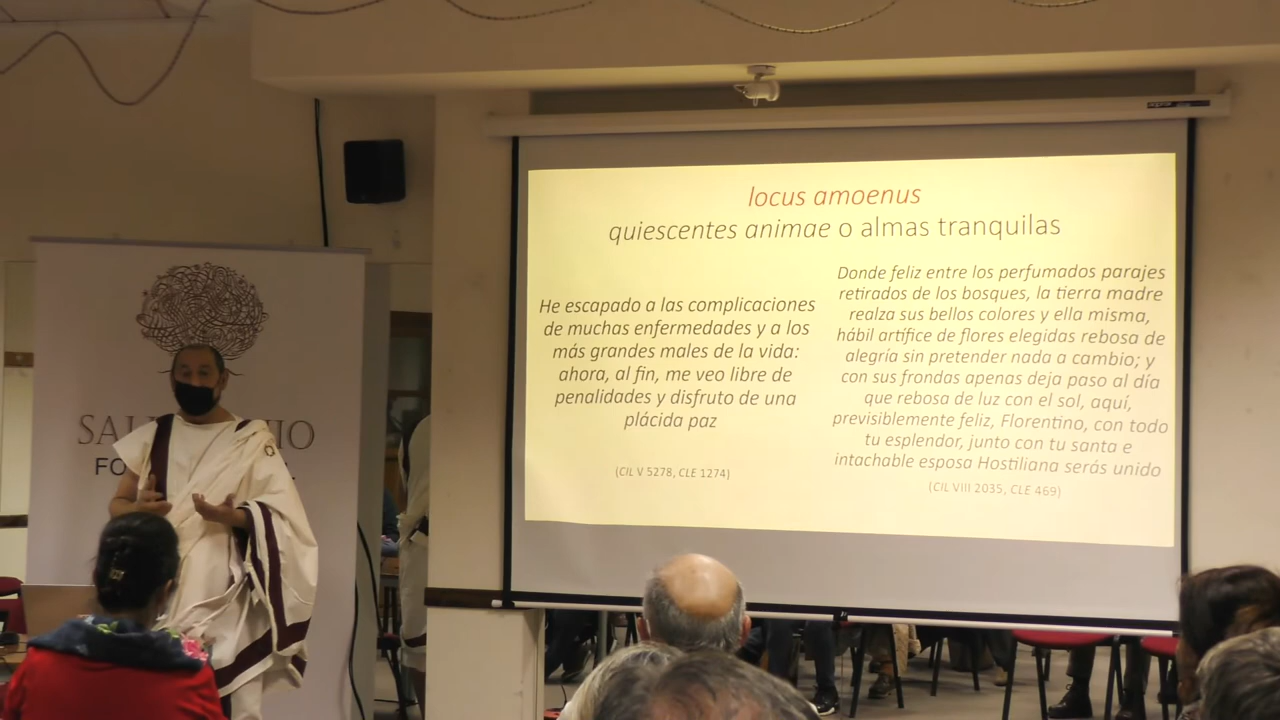 locus amoenus
quiescentes animae o almas tranquilas
He escapado a las complicaciones
de muchas enfermedades y a los
más grandes males de la vida:
ahora, al fin, me veo libre de
penalidades y disfruto de una
plácida paz
(CIL V 5278, CLE 1274)
Donde feliz entre los perfumados parajes
retirados de los bosques, la tierra madre
realza sus bellos colores y ella misma,
hábil artífice de flores elegidas rebosa de
alegría sin pretender nada a cambio; y
con sus frondas apenas deja paso al día
que rebosa de luz con el sol, aquí,
previsiblemente feliz, Florentino, con todo
tu esplendor, junto con tu santa e
intachable esposa Hostiliana serás unido
(CIL VIII 2035, CLE 469)